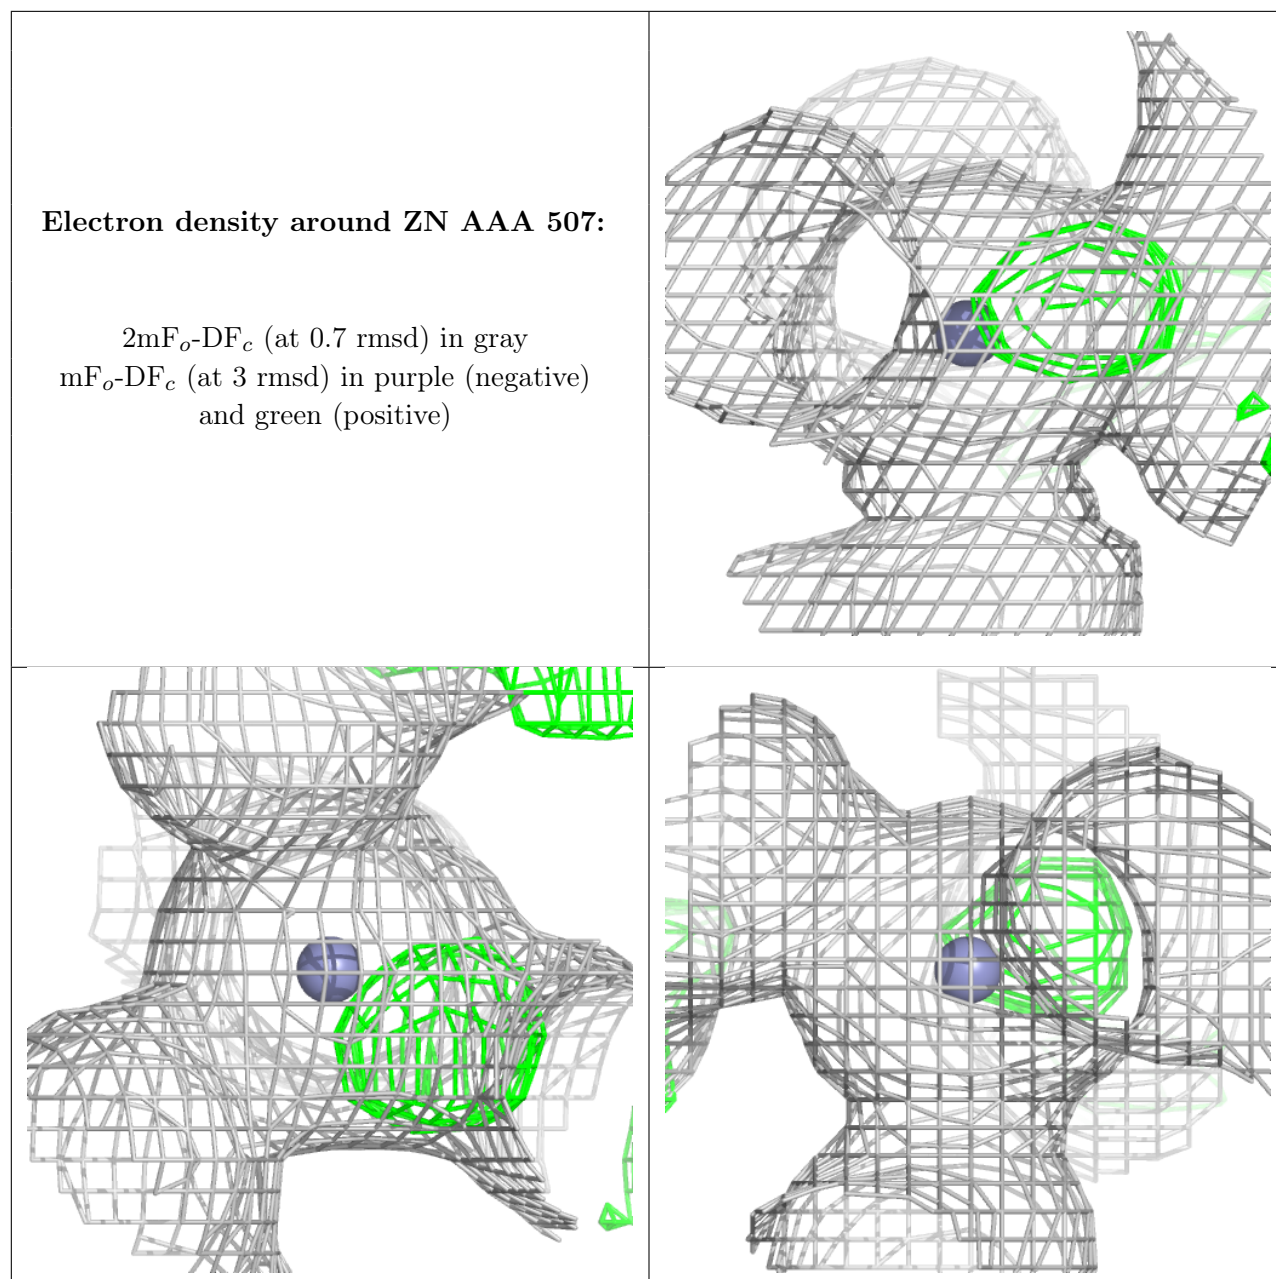 Electron density around ZN AAA 507:
2mFo-DFc (at 0.7 rmsd) in gray
mFo-DFc (at 3 rmsd) in purple (negative)
and green (positive)